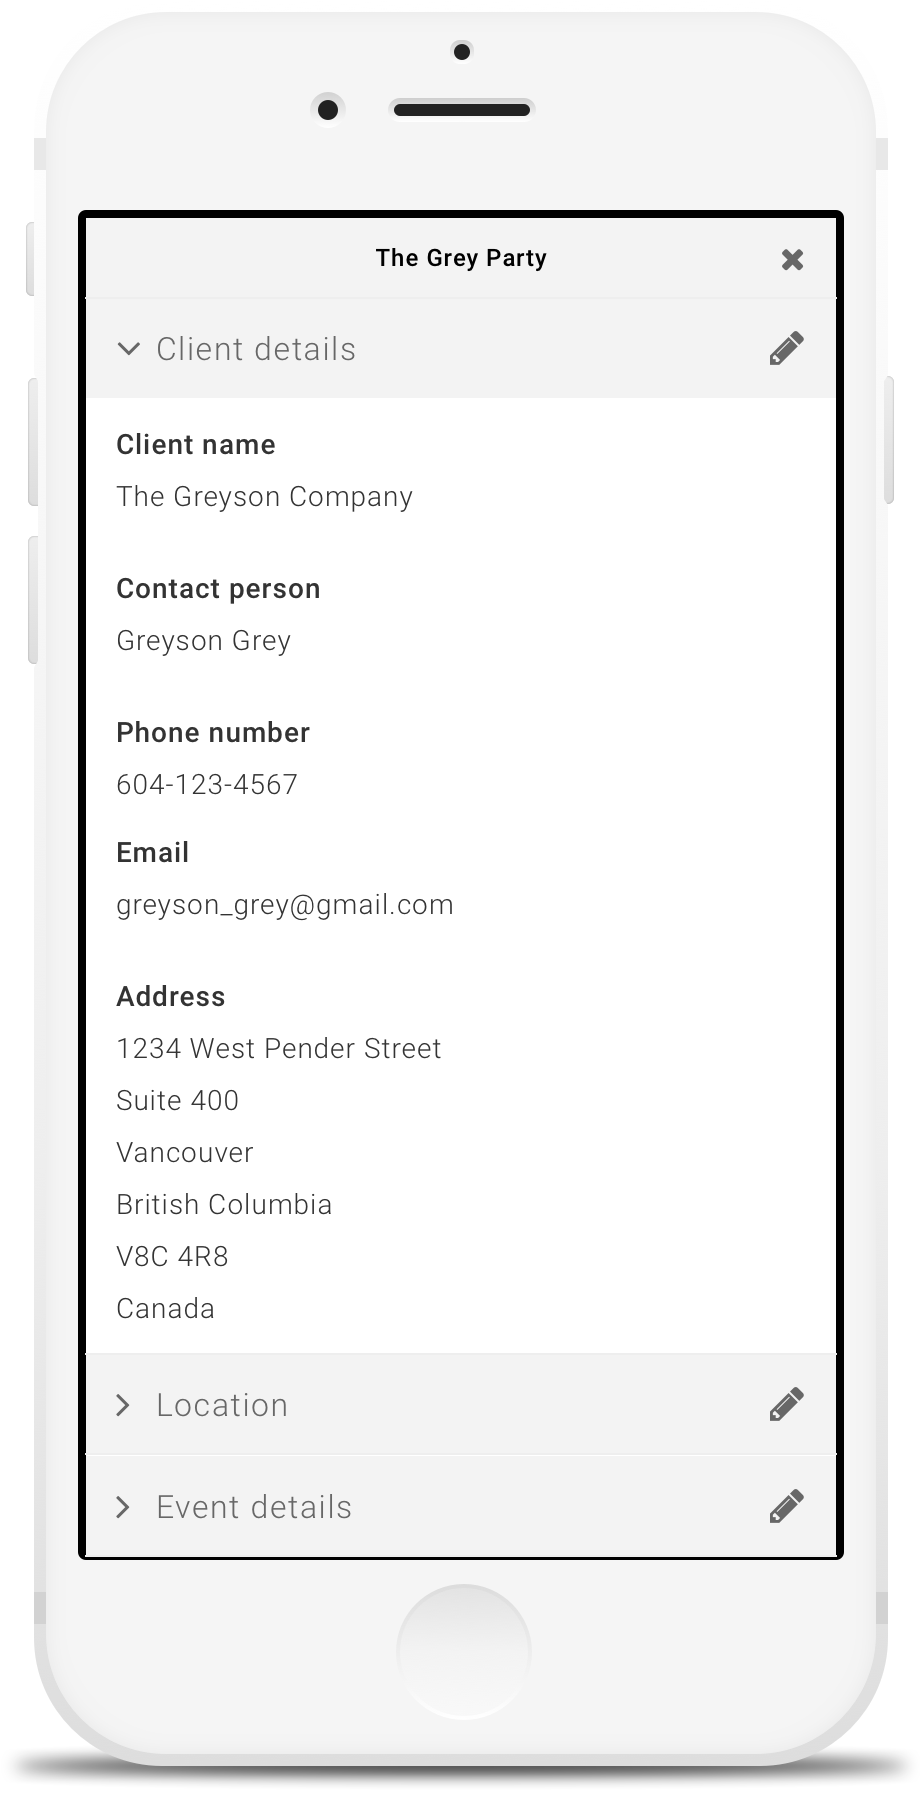 The Grey Party
Client details
Client name
The Greyson Company
Contact person
Greyson Grey
Phone number
604-123-4567
Email
greyson_grey@gmail.com
Address
1234 West Pender Street
Suite 400
Vancouver
British Columbia
V8C 4R8
Canada
Location
Event details